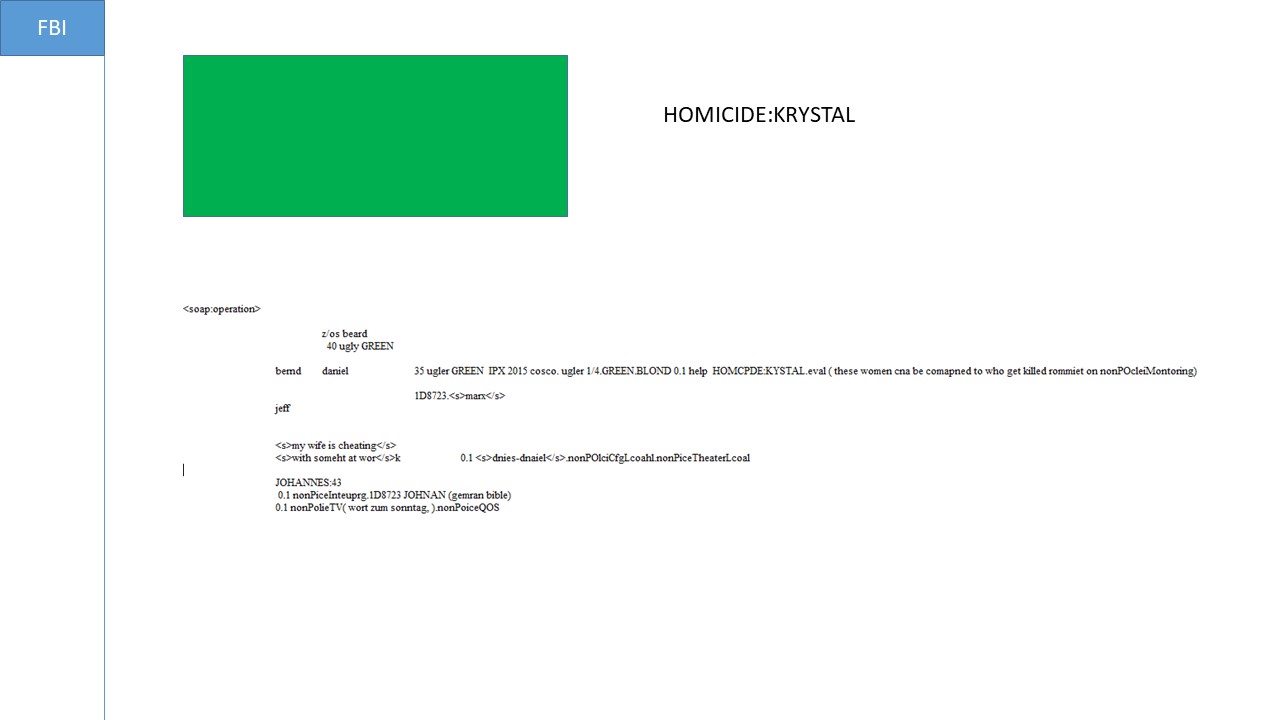 FBI
HOMICIDE:KRYSTAL
<soap:operation>
z/os beard
40 ugly GREEN
bernd daniel 35 ugler GREEN IPX 2015 cosco. ugler 1/4.GREEN.BLOND 0.1 help HOMCPDE:KYSTAL.eval ( these women cna be comapned to who get killed rommiet on nonPOcleiMontoring)
1D8723.<s>marx</s>
jeff
<s>my wife is cheating</s>
<s>with someht at wor</s>k 0.1 <s>dnies-dnaiel</s>.nonPOlciCfgLcoahl.nonPiceTheaterLcoal
JOHANNES:43
0.1 nonPiceInteuprg.1D8723 JOHNAN (gemran bible)
0.1 nonPolieTV( wort zum sonntag, ).nonPoiceQOS